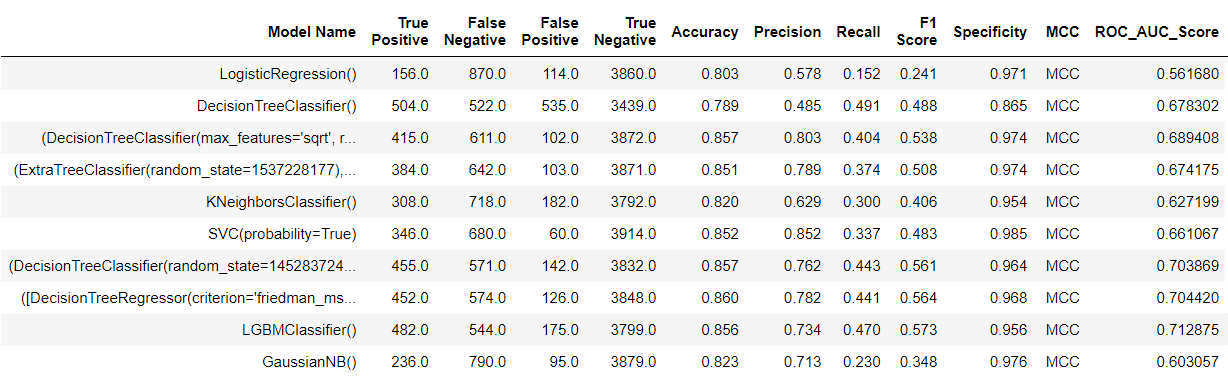 Model Name True Positive False Negative False Positive True Negative Accuracy Precision Recall F1 Score Specificity MCC ROC_AUC_Score
LogisticRegression() 156.0 870.0 114.0 3860.0 0.803 0.578 0.152 0.241 0.971 MCC 0.561680
DecisionTreeClassifier() 504.0 522.0 535.0 3439.0 0.789 0.485 0.491 0.488 0.865 MCC 0.678302
(DecisionTreeClassifier(max_features='sqrt', r... 415.0 611.0 102.0 3872.0 0.857 0.803 0.404 0.538 0.974 MCC 0.689408
(ExtraTreeClassifier(random_state=1537228177),... 384.0 642.0 103.0 3871.0 0.851 0.789 0.374 0.508 0.974 MCC 0.674175
KNeighborsClassifier() 308.0 718.0 182.0 3792.0 0.820 0.629 0.300 0.406 0.954 MCC 0.627199
SVC(probability=True) 346.0 680.0 60.0 3914.0 0.852 0.852 0.337 0.483 0.985 MCC 0.661067
(DecisionTreeClassifier(random_state=145283724... 455.0 571.0 142.0 3832.0 0.857 0.762 0.443 0.561 0.964 MCC 0.703869
([DecisionTreeRegressor(criterion='friedman_ms... 452.0 574.0 126.0 3848.0 0.860 0.782 0.441 0.564 0.968 MCC 0.704420
LGBMClassifier() 482.0 544.0 175.0 3799.0 0.856 0.734 0.470 0.573 0.956 MCC 0.712875
GaussianNB() 236.0 790.0 95.0 3879.0 0.823 0.713 0.230 0.348 0.976 MCC 0.603057